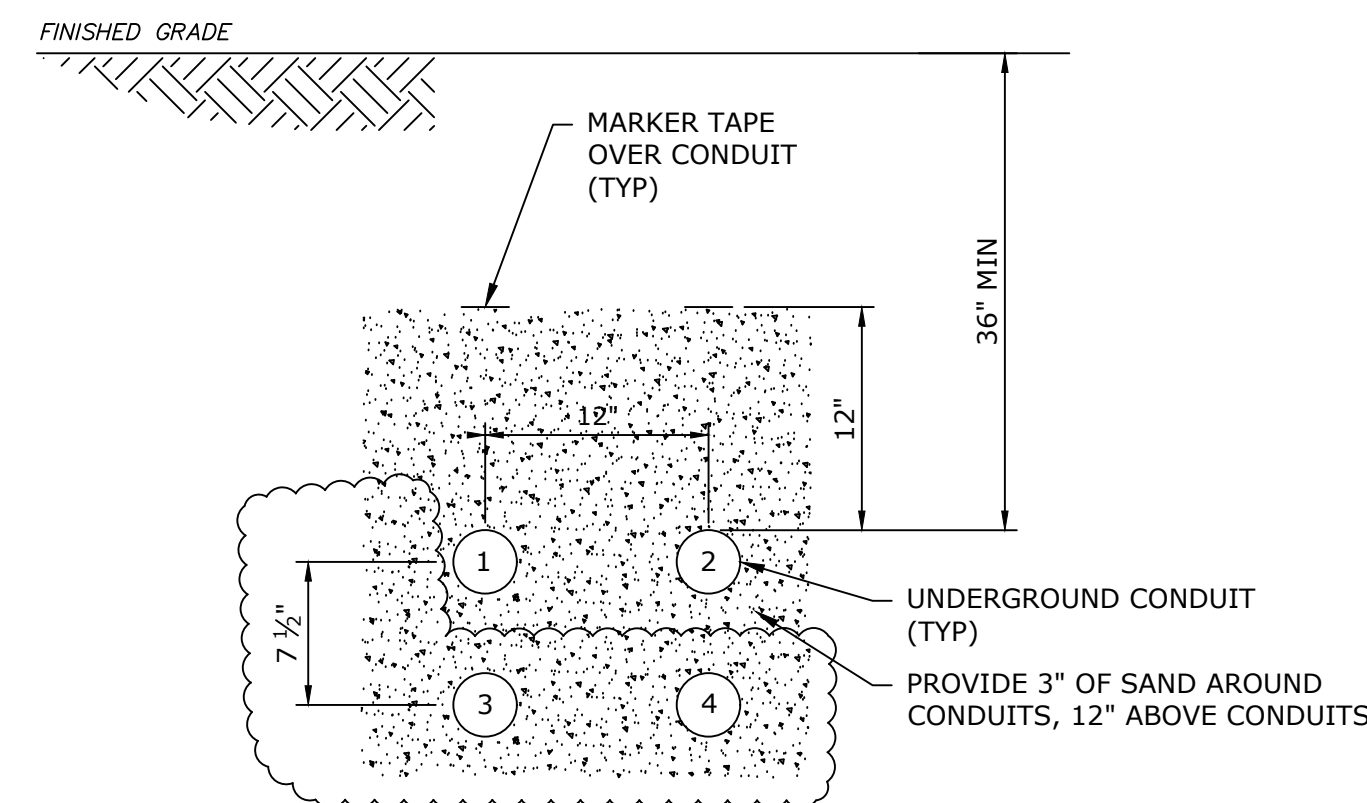 FINISHED GRADE
MARKER TAPE
OVER CONDUIT
(TYP)
36" MIN
12"
12"
1
2
7 ½"
UNDERGROUND CONDUIT
(TYP)
3
4
PROVIDE 3" OF SAND AROUND
CONDUITS, 12" ABOVE CONDUITS